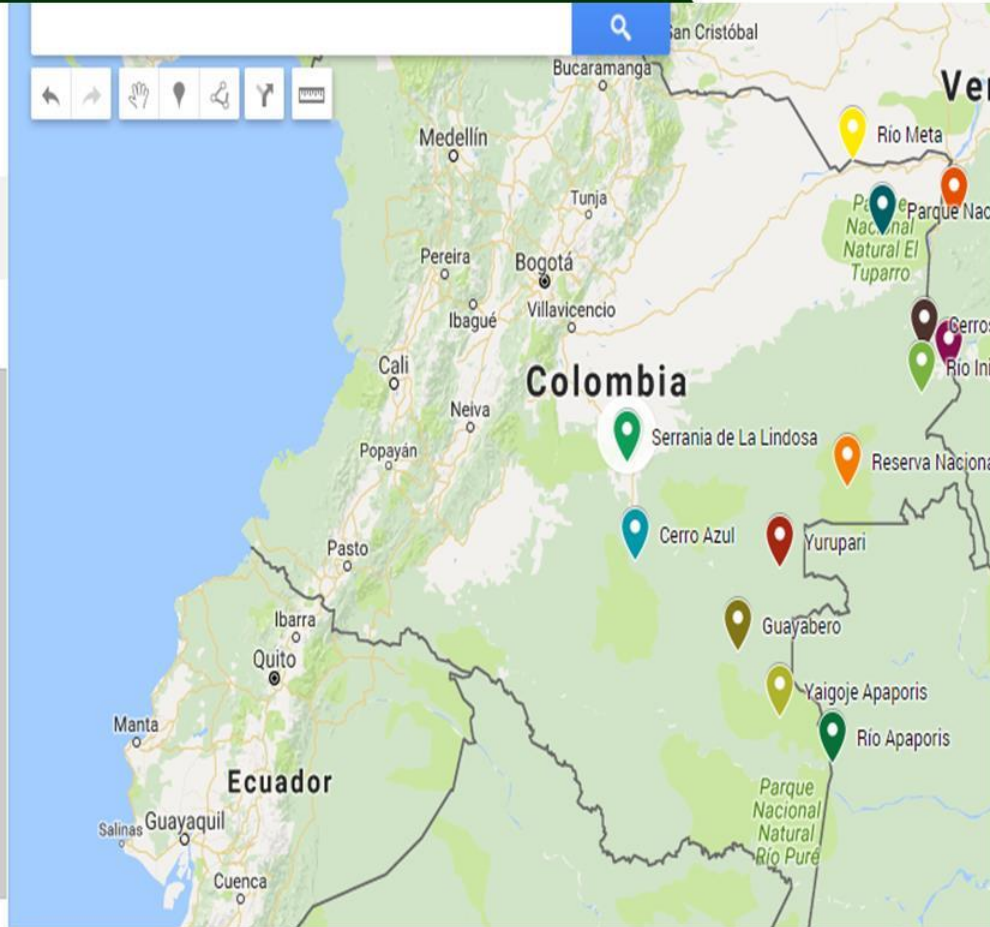 San Cristóbal
Bucaramanga
Ver
Medellín
Río Meta
Tunja
Parque
Nacional
Natural El
Tuparro
Parque Nac
Pereira
Bogotá
Ibagué
Villavicencio
Cerros
Río Ini
Cali
Colombia
Neiva
Serrania de La Lindosa
Popayán
Reserva Naciona
Cerro Azul
Yurupari
Pasto
Ibarra
Guayabero
Quito
Yaigoje Apaporis
Manta
Río Apaporis
Ecuador
Parque
Nacional
Natural
Río Puré
Salinas
Guayaquil
Cuenca